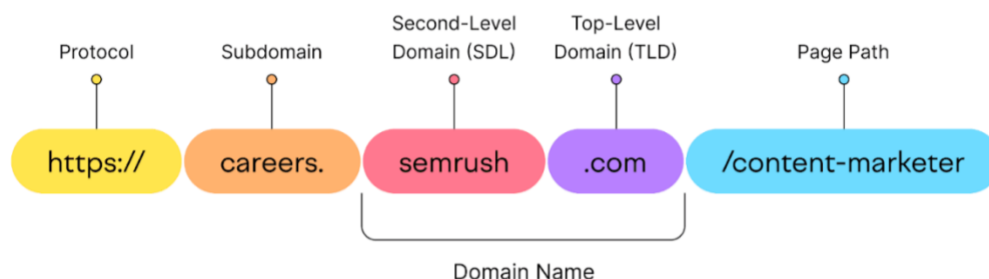 Protocol
Subdomain
Second-Level
Domain (SDL)
Top-Level
Domain (TLD)
Page Path
https://
careers.
semrush
.com
/content-marketer
Domain Name